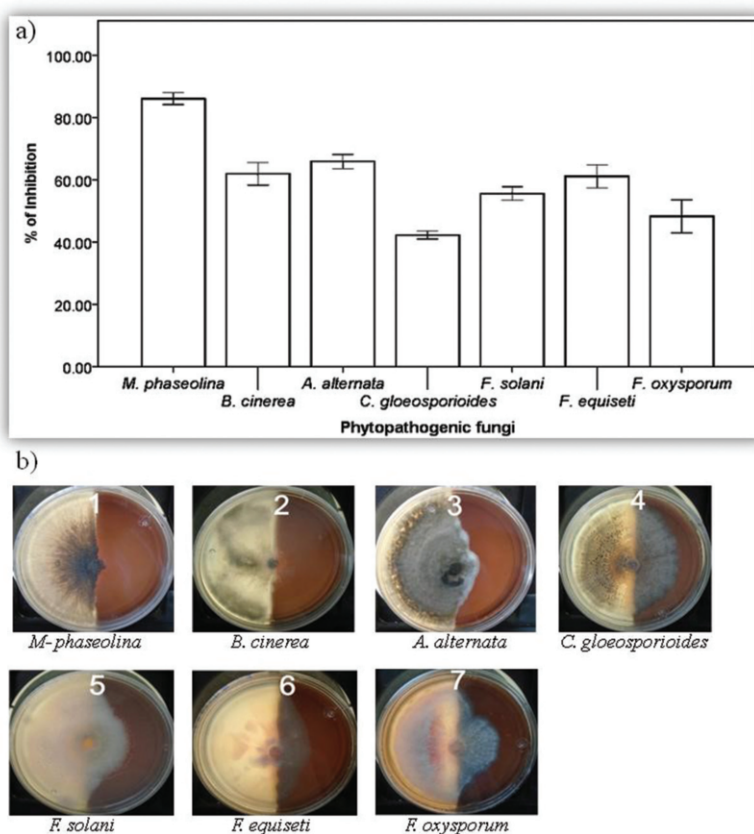 a)
100.00
80.00
60.00
40.00
20.00
0.00
% of Inhibition
M. phaseolina
B. cinerea
A. alternata
C. gloeosporioides
F. solani
F. equiseti
F. oxysporum
Phytopathogenic fungi
b)
1 2 3 4
M- phaseolina B. cinerea A. alternata C. gloeosporioides
5 6 7
F. solani F. equiseti F. oxysporum